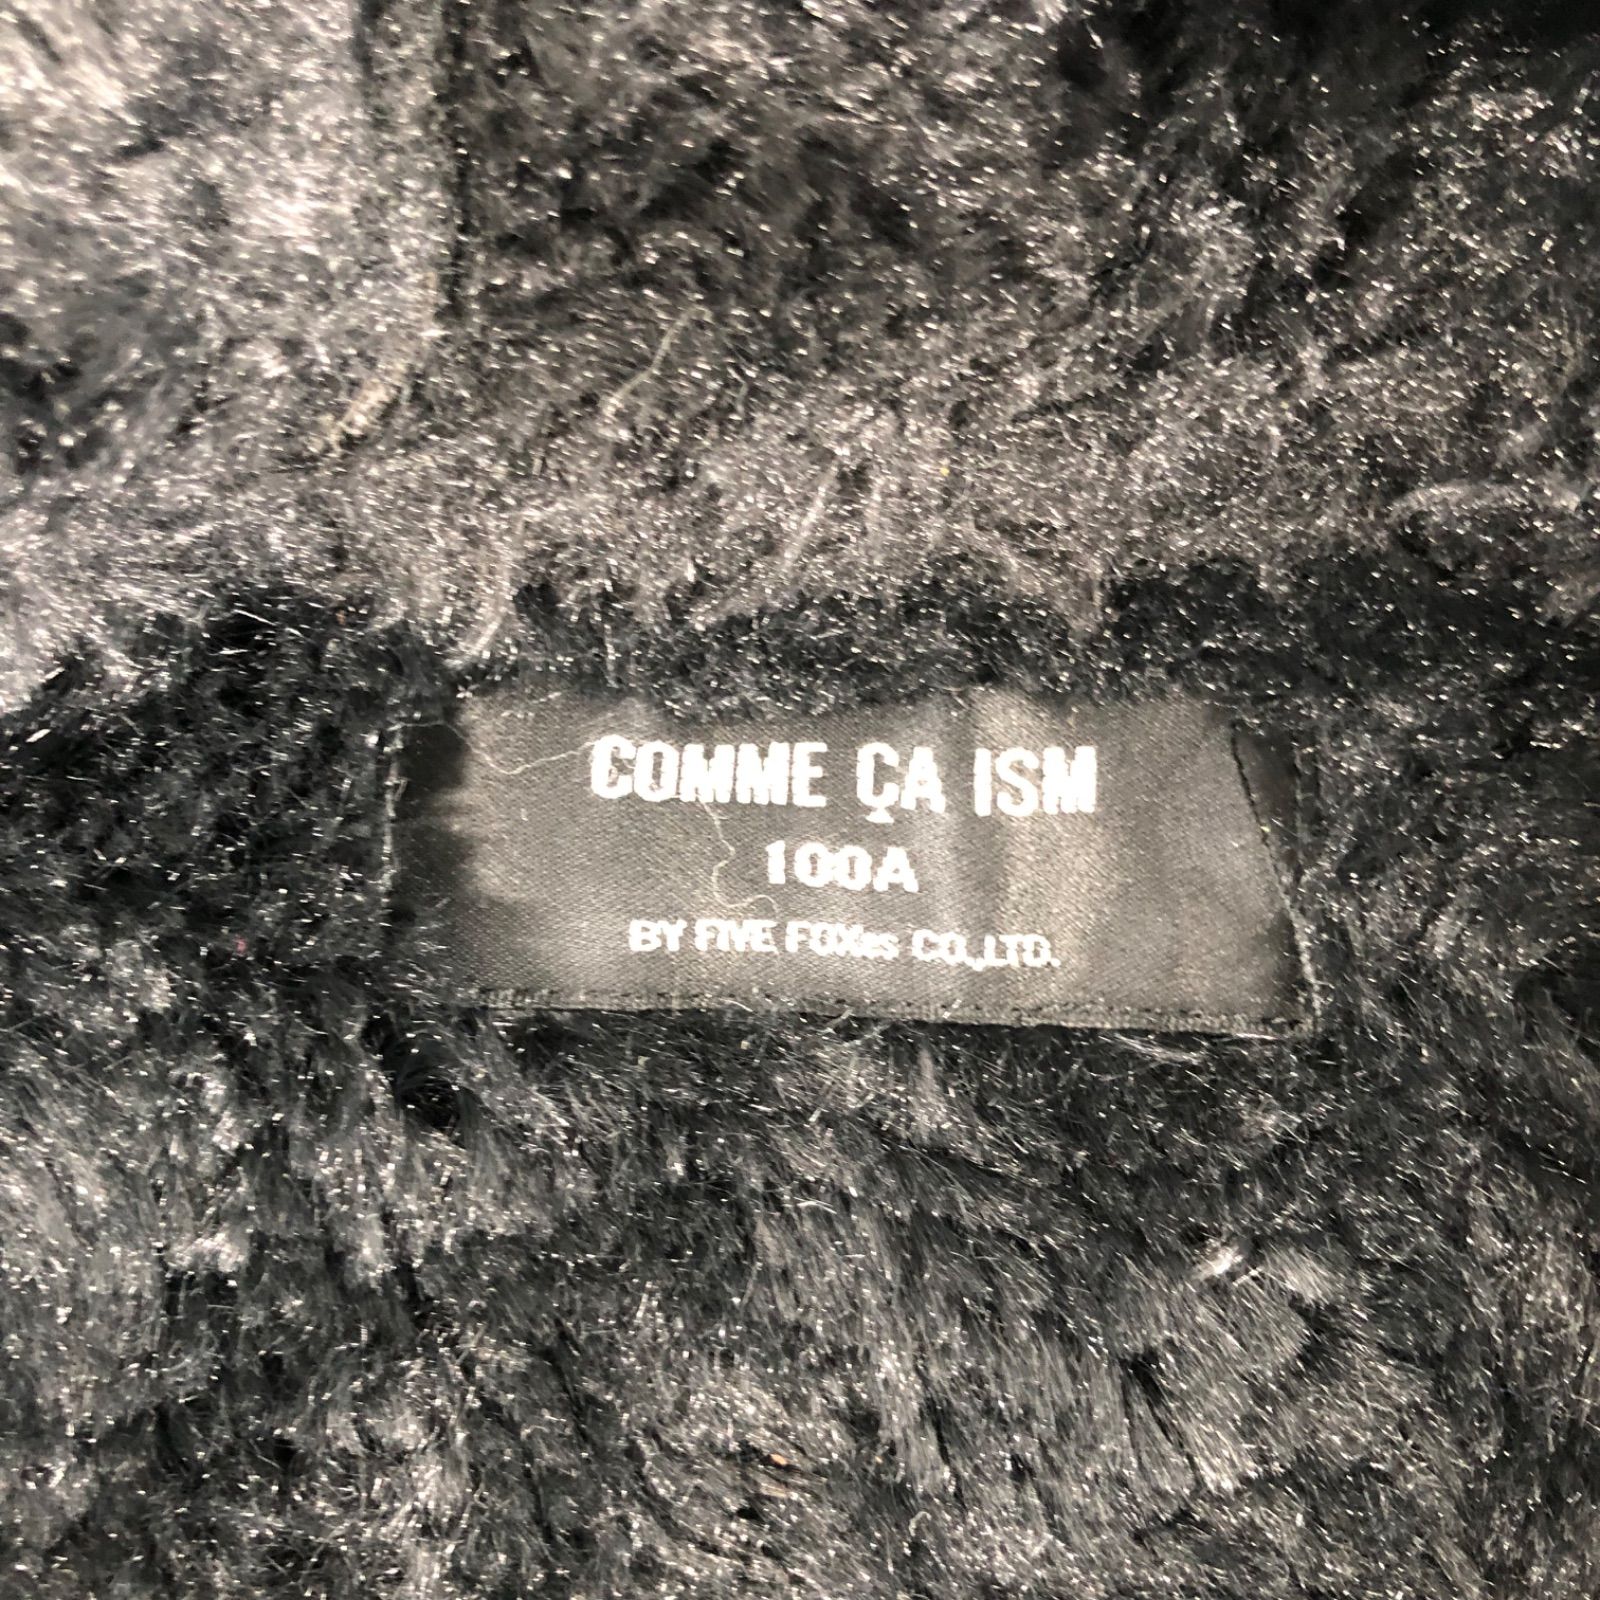 COMME ÇA ISM
100A
BY FIVE FOXes CO.,LTD.